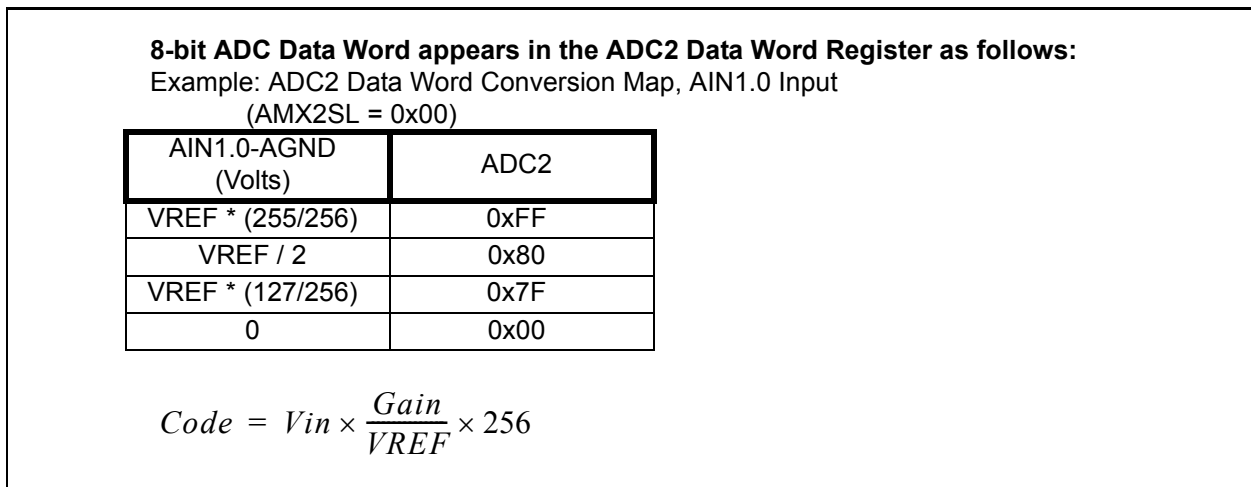 8-bit ADC Data Word appears in the ADC2 Data Word Register as follows:
Example: ADC2 Data Word Conversion Map, AIN1.0 Input
(AMX2SL = 0x00)
AIN1.0-AGND
(Volts)
ADC2
VREF * (255/256) 0xFF
VREF / 2 0x80
VREF * (127/256) 0x7F
0 0x00
Code = Vin × Gain/VREF × 256